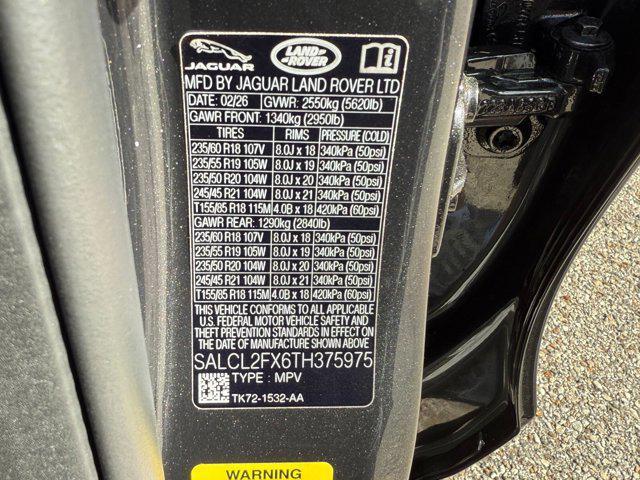 JAGUAR LAND ROVER
MFD BY JAGUAR LAND ROVER LTD
DATE: 02/26 GVWR: 2550kg (5620lb)
GAWR FRONT: 1340kg (2950lb)
TIRES RIMS PRESSURE (COLD)
235/60 R18 107V 8.0J x 18 340kPa (50psi)
235/55 R19 105W 8.0J x 19 340kPa (50psi)
235/50 R20 104W 8.0J x 20 340kPa (50psi)
245/45 R21 104W 8.0J x 21 340kPa (50psi)
T155/85 R18 115M 4.0B x 18 420kPa (60psi)
GAWR REAR: 1290kg (2840lb)
235/60 R18 107V 8.0J x 18 340kPa (50psi)
235/55 R19 105W 8.0J x 19 340kPa (50psi)
235/50 R20 104W 8.0J x 20 340kPa (50psi)
245/45 R21 104W 8.0J x 21 340kPa (50psi)
T155/85 R18 115M 4.0B x 18 420kPa (60psi)
THIS VEHICLE CONFORMS TO ALL APPLICABLE
U.S. FEDERAL MOTOR VEHICLE SAFETY AND
THEFT PREVENTION STANDARDS IN EFFECT ON
THE DATE OF MANUFACTURE SHOWN ABOVE.
SALCL2FX6TH375975
TYPE : MPV
TK72-1532-AA
WARNING